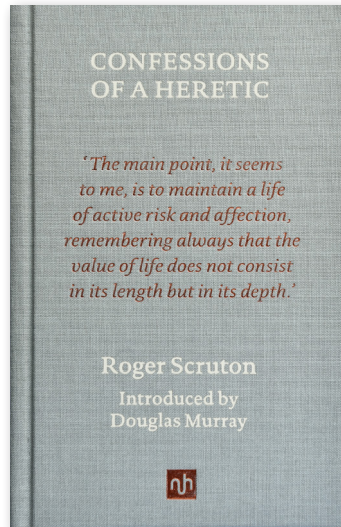 CONFESSIONS
OF A HERETIC
‘The main point, it seems
to me, is to maintain a life
of active risk and affection,
remembering always that the
value of life does not consist
in its length but in its depth.’
Roger Scruton
Introduced by
Douglas Murray
nh